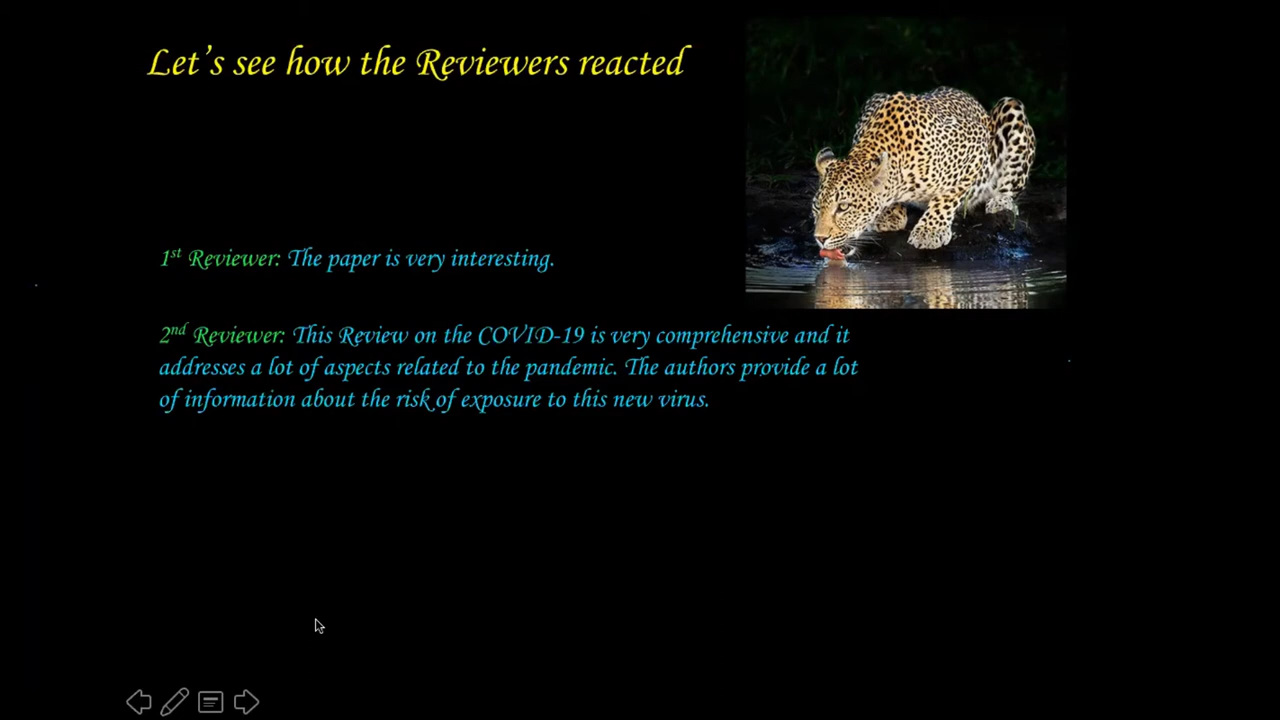 Let's see how the Reviewers reacted
1st Reviewer: The paper is very interesting.
2nd Reviewer: This Review on the COVID-19 is very comprehensive and it
addresses a lot of aspects related to the pandemic. The authors provide a lot
of information about the risk of exposure to this new virus.